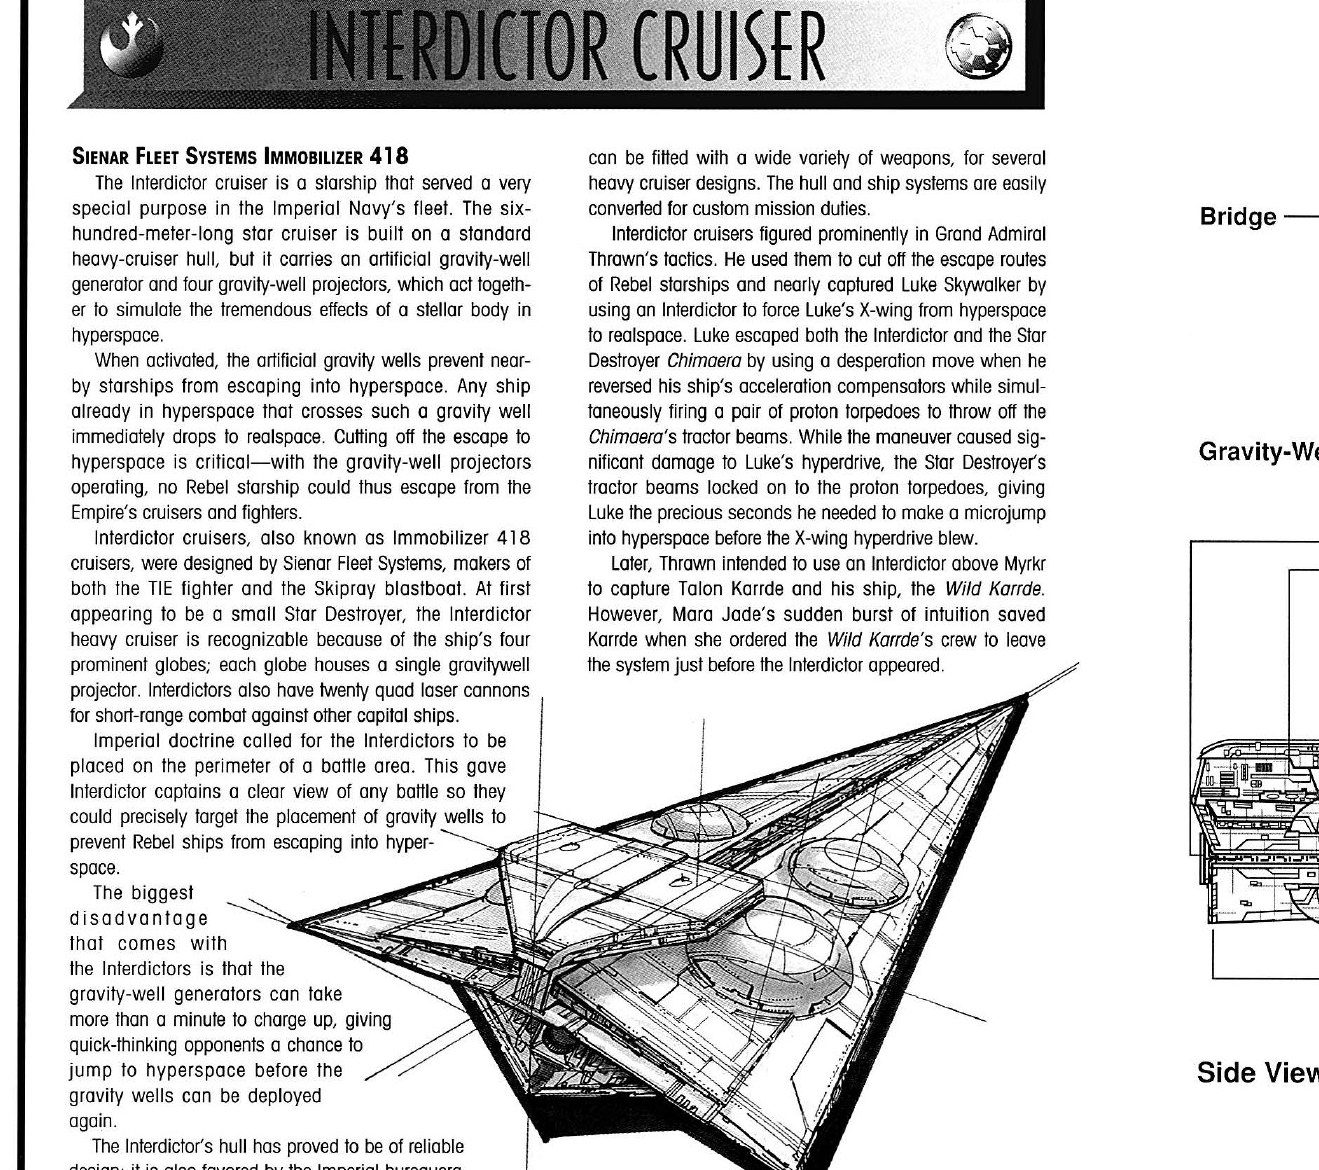 INTERDICTOR CRUISER
SIENAR FLEET SYSTEMS IMMOBILIZER 418
The Interdictor cruiser is a starship that served a very
special purpose in the Imperial Navy's fleet. The six-
hundred-meter-long star cruiser is built on a standard
heavy-cruiser hull, but it carries an artificial gravity-well
generator and four gravity-well projectors, which act togeth-
er to simulate the tremendous effects of a stellar body in
hyperspace.
When activated, the artificial gravity wells prevent near-
by starships from escaping into hyperspace. Any ship
already in hyperspace that crosses such a gravity well
immediately drops to realspace. Cutting off the escape to
hyperspace is critical—with the gravity-well projectors
operating, no Rebel starship could thus escape from the
Empire's cruisers and fighters.
Interdictor cruisers, also known as Immobilizer 418
cruisers, were designed by Sienar Fleet Systems, makers of
both the TIE fighter and the Skipray blastboat. At first
appearing to be a small Star Destroyer, the Interdictor
heavy cruiser is recognizable because of the ship's four
prominent globes; each globe houses a single gravitywell
projector. Interdictors also have twenty quad laser cannons
for short-range combat against other capital ships.
Imperial doctrine called for the Interdictors to be
placed on the perimeter of a battle area. This gave
Interdictor captains a clear view of any battle so they
could precisely target the placement of gravity wells to
prevent Rebel ships from escaping into hyper-
space.
The biggest
disadvantage
that comes with
the Interdictors is that the
gravity-well generators can take
more than a minute to charge up, giving
quick-thinking opponents a chance to
jump to hyperspace before the
gravity wells can be deployed
again.
The Interdictor's hull has proved to be of reliable
design; it is also favored by the Imperial bureaucra-
can be fitted with a wide variety of weapons, for several
heavy cruiser designs. The hull and ship systems are easily
converted for custom mission duties.
Interdictor cruisers figured prominently in Grand Admiral
Thrawn's tactics. He used them to cut off the escape routes
of Rebel starships and nearly captured Luke Skywalker by
using an Interdictor to force Luke's X-wing from hyperspace
to realspace. Luke escaped both the Interdictor and the Star
Destroyer Chimaera by using a desperation move when he
reversed his ship's acceleration compensators while simul-
taneously firing a pair of proton torpedoes to throw off the
Chimaera's tractor beams. While the maneuver caused sig-
nificant damage to Luke's hyperdrive, the Star Destroyer's
tractor beams locked on to the proton torpedoes, giving
Luke the precious seconds he needed to make a microjump
into hyperspace before the X-wing hyperdrive blew.
Later, Thrawn intended to use an Interdictor above Myrkr
to capture Talon Karrde and his ship, the Wild Karrde.
However, Mara Jade's sudden burst of intuition saved
Karrde when she ordered the Wild Karrde's crew to leave
the system just before the Interdictor appeared.
Bridge
Gravity-We
Side View